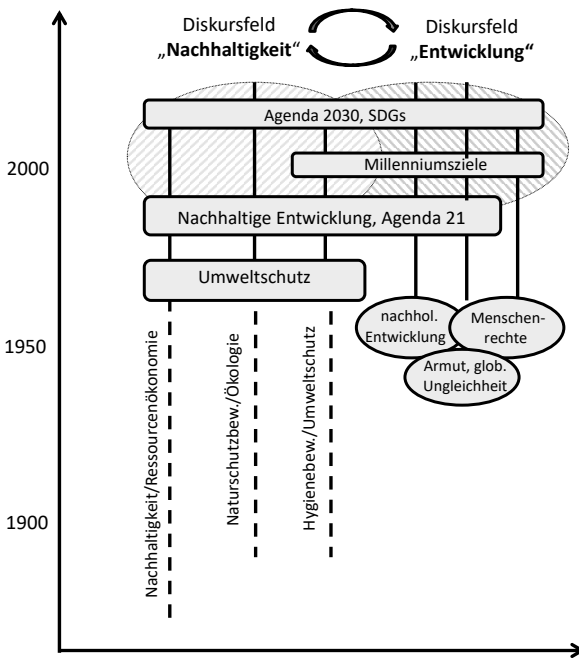 Diskursfeld
„Nachhaltigkeit“
Diskursfeld
„Entwicklung“
Agenda 2030, SDGs
2000
Millenniumsziele
Nachhaltige Entwicklung, Agenda 21
Umweltschutz
nachhol.
Entwicklung
Menschen-
rechte
1950
Armut, glob.
Ungleichheit
Nachhaltigkeit/Ressourcenökonomie
Naturschutzbew./Ökologie
Hygienebew./Umweltschutz
1900